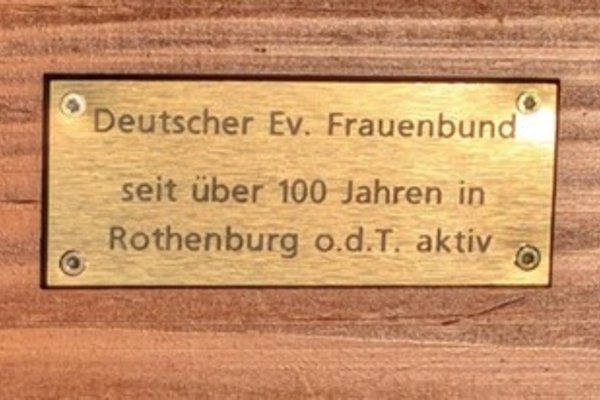 Deutscher Ev. Frauenbund
seit über 100 Jahren in
Rothenburg o.d.T. aktiv